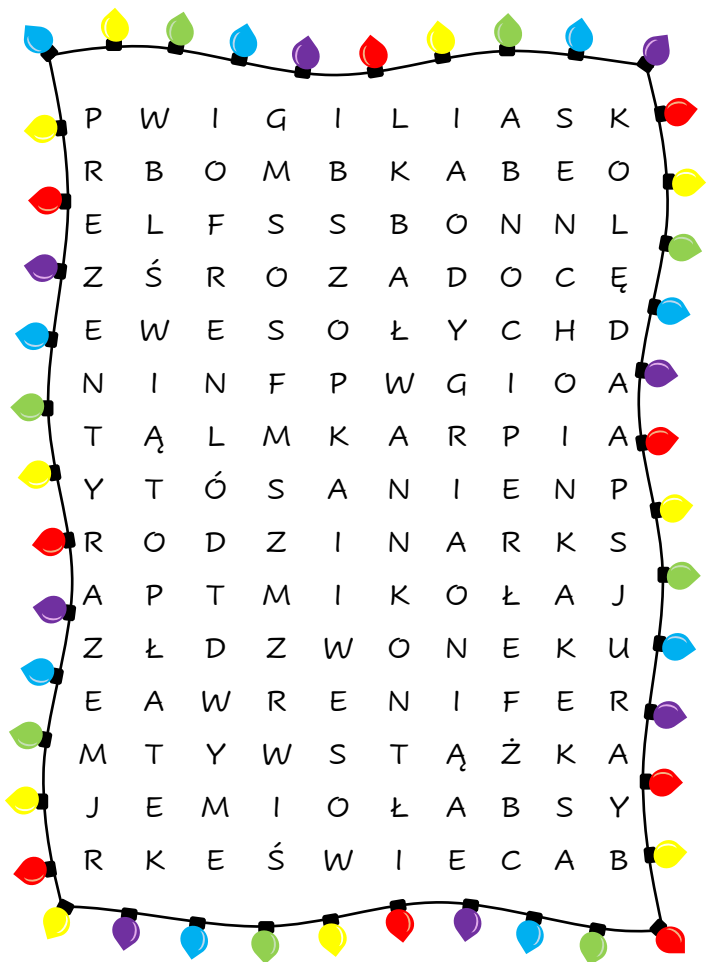 P W I G I L I A S K
R B O M B K A B E O
E L F S S B O N N L
Z Ś R O Z A D O C Ę
E W E S O Ł Y C H D
N I N F P W G I O A
T Ą L M K A R P I A
Y T Ó S A N I E N P
R O D Z I N A R K S
A P T M I K O Ł A J
Z Ł D Z W O N E K U
E A W R E N I F E R
M T Y W S T Ą Ż K A
J E M I O Ł A B S Y
R K E Ś W I E C A B